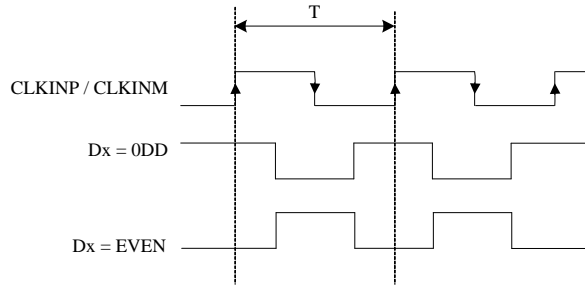 T
CLKINP / CLKINM
Dx = 0DD
Dx = EVEN